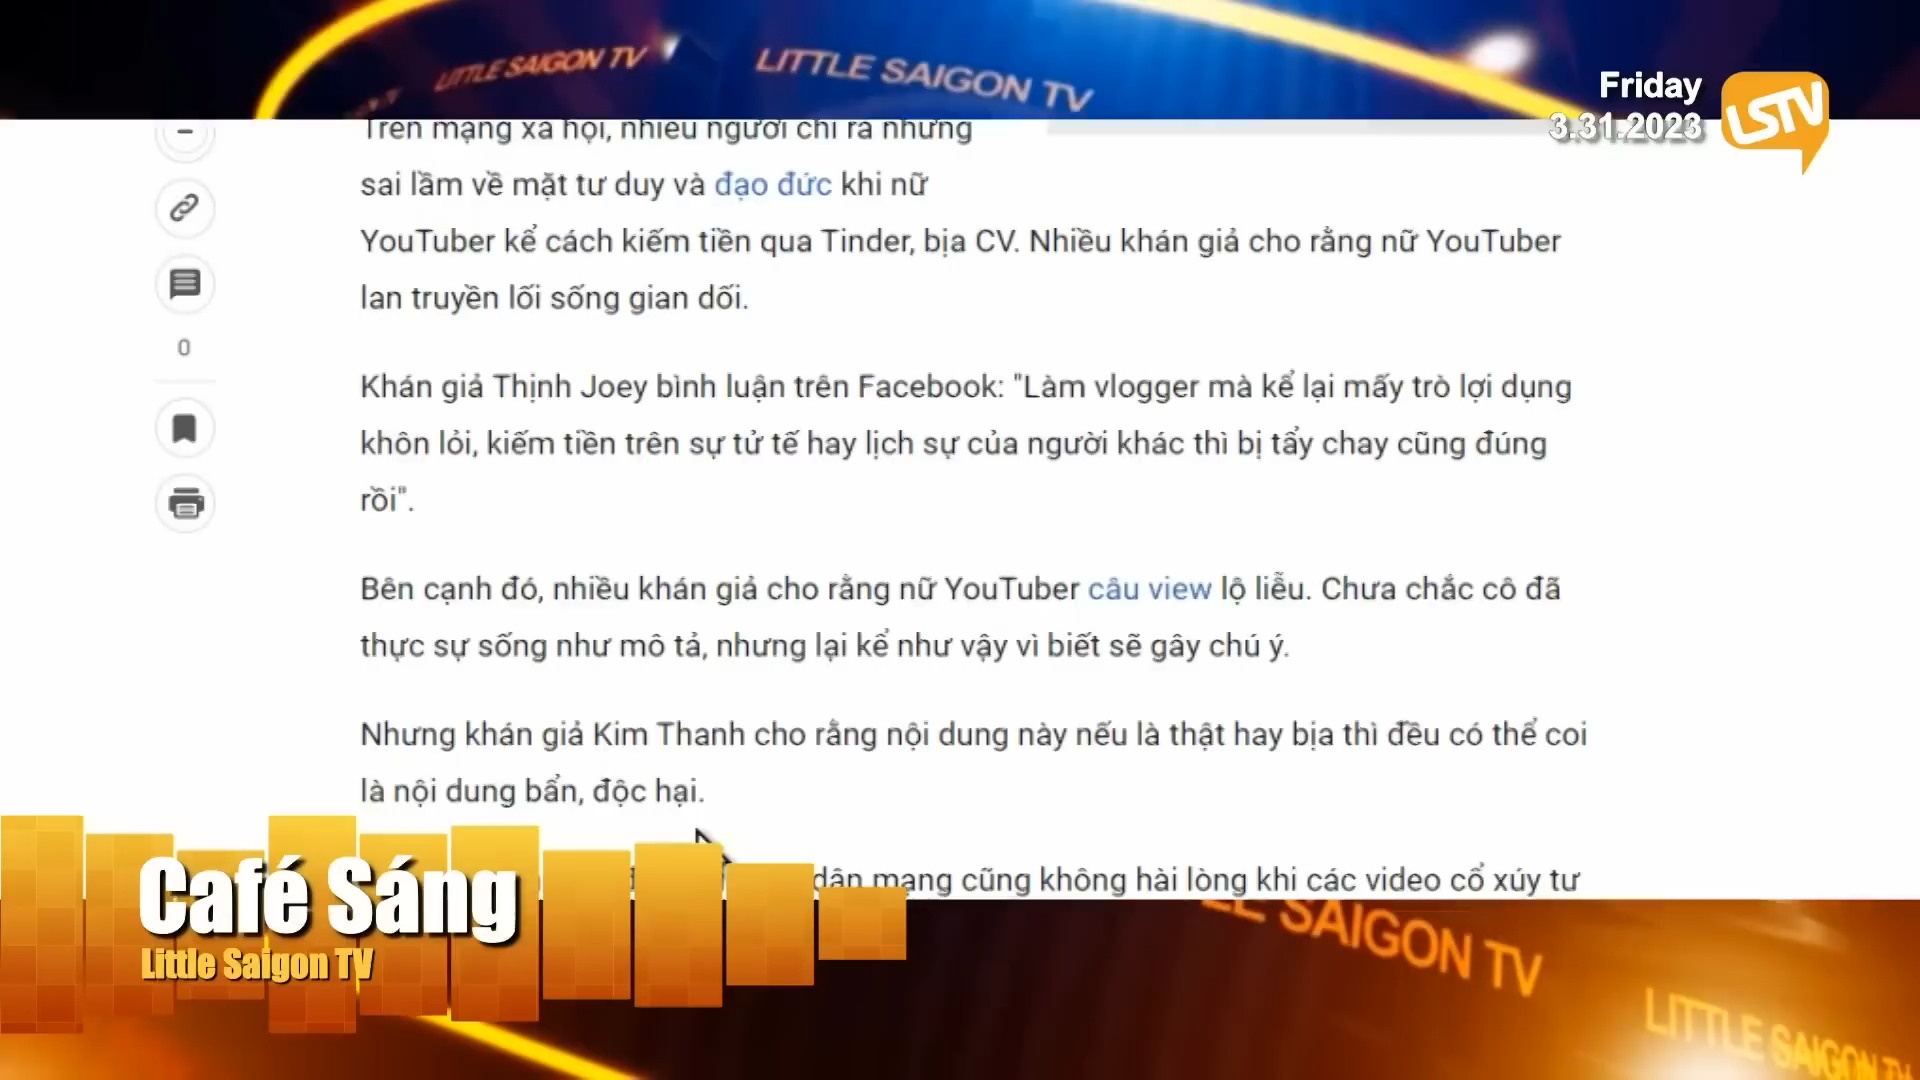 LITTLE SAIGON TV
LITTLE SAIGON TV
Friday
3.31.2023
LSTV
Trên mạng xã hội, nhiều người chỉ ra những
sai lầm về mặt tư duy và đạo đức khi nữ
YouTuber kể cách kiếm tiền qua Tinder, bịa CV. Nhiều khán giả cho rằng nữ YouTuber
lan truyền lối sống gian dối.
0
Khán giả Thịnh Joey bình luận trên Facebook: "Làm vlogger mà kể lại mấy trò lợi dụng
khôn lỏi, kiếm tiền trên sự tử tế hay lịch sự của người khác thì bị tẩy chay cũng đúng
rồi".
Bên cạnh đó, nhiều khán giả cho rằng nữ YouTuber câu view lộ liễu. Chưa chắc cô đã
thực sự sống như mô tả, nhưng lại kể như vậy vì biết sẽ gây chú ý.
Nhưng khán giả Kim Thanh cho rằng nội dung này nếu là thật hay bịa thì đều có thể coi
là nội dung bẩn, độc hại.
dân mạng cũng không hài lòng khi các video cổ xúy tư
Café Sáng
Little Saigon TV
SAIGON TV
LITTLE SAIGON TV